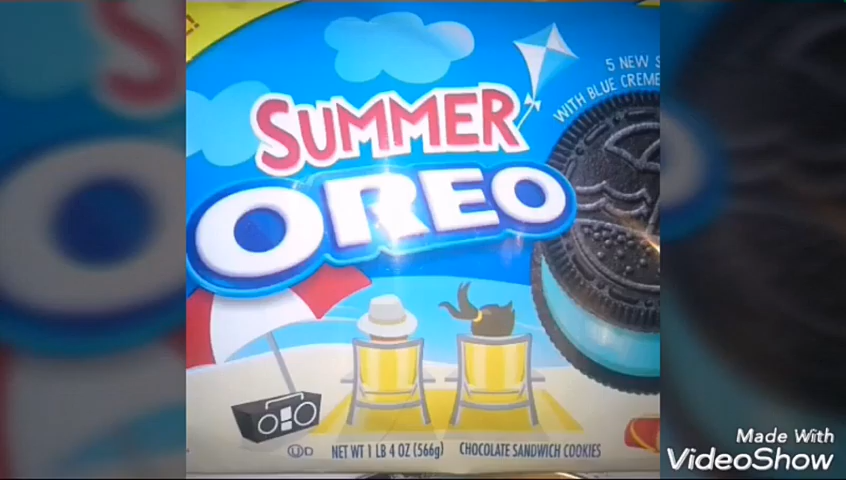 SUMMER
OREO
5 NEW
WITH BLUE CREME
NET WT 1 LB 4 OZ (566g)
CHOCOLATE SANDWICH COOKIES
Made With
VideoShow